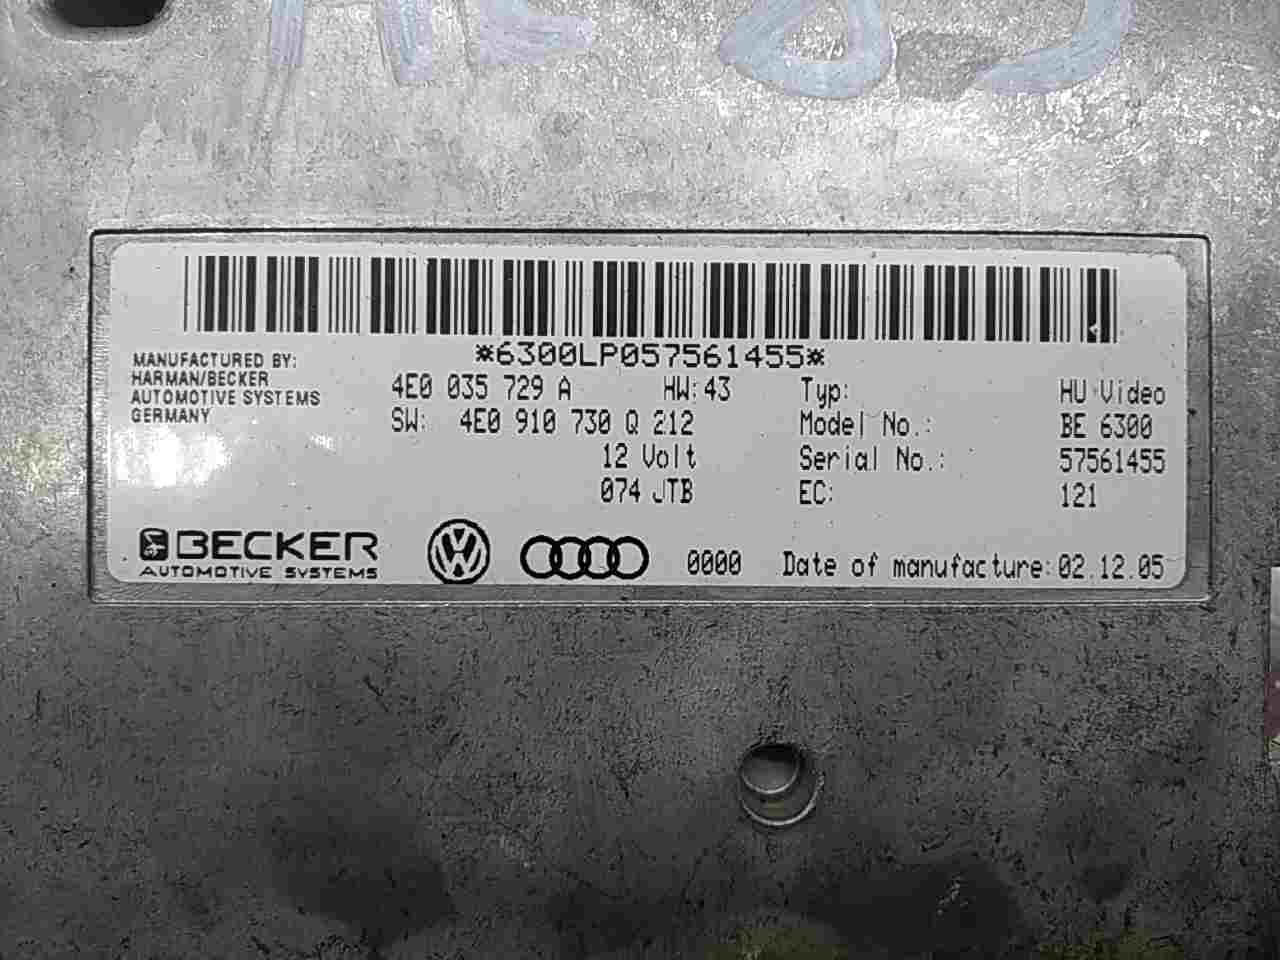 *6300LP057561455*
MANUFACTURED BY:
HARMAN/BECKER
AUTOMOTIVE SYSTEMS
GERMANY
4E0 035 729 A HW: 43
SW: 4E0 910 730 Q 212
12 Volt
074 JTB
Typ: HU Video
Model No.: BE 6300
Serial No.: 57561455
EC: 121
BECKER
AUTOMOTIVE SYSTEMS
0000 Date of manufacture: 02.12.05